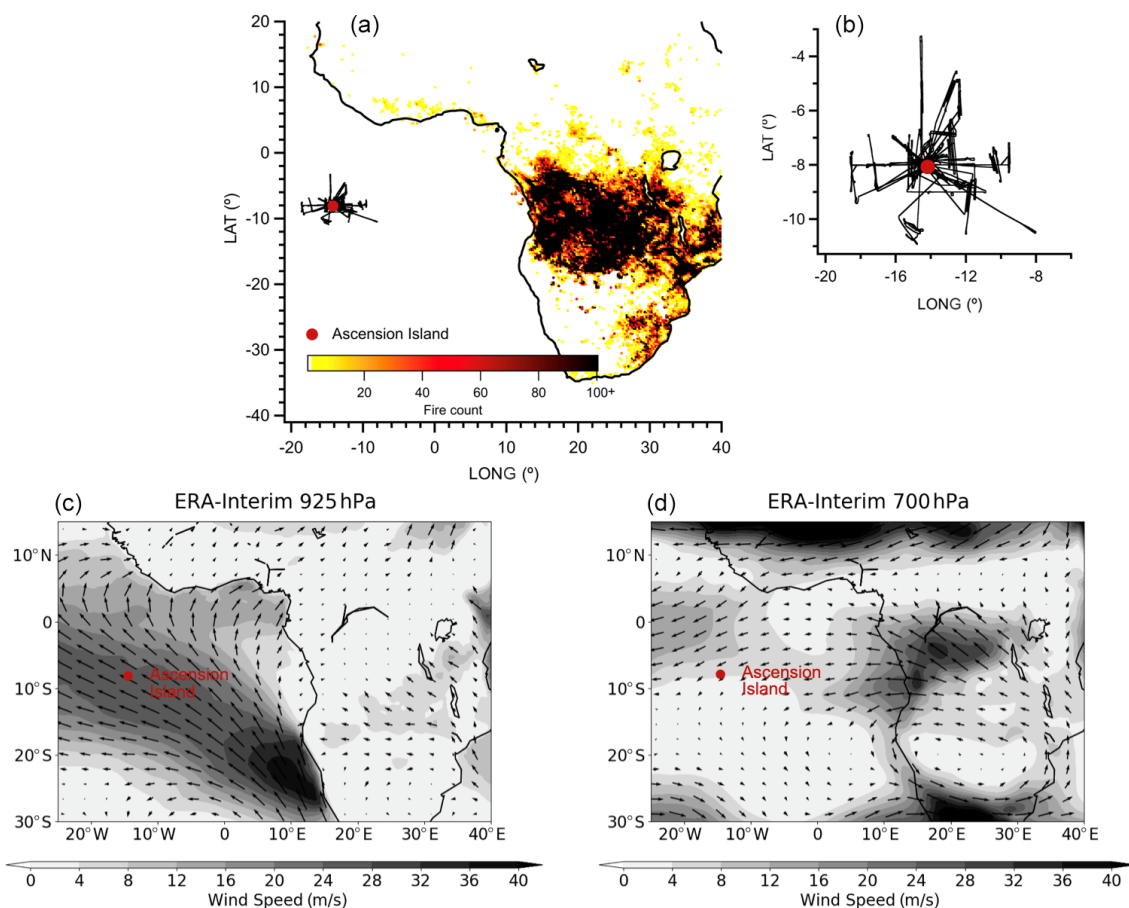 (a)
20
10
0
-10
-20
-30
-40
LAT (º)
Ascension Island
20 40 60 80 100+
Fire count
-20 -10 0 10 20 30 40
LONG (º)
(b)
-4
-6
-8
-10
LAT (º)
-20 -16 -12 -8
LONG (º)
(c)
ERA-Interim 925 hPa
10°N
0
10°S
20°S
30°S
Ascension
Island
20°W 10°W 0 10°E 20°E 30°E 40°E
0 4 8 12 16 20 24 28 32 36 40
Wind Speed (m/s)
(d)
ERA-Interim 700 hPa
10°N
0
10°S
20°S
30°S
Ascension
Island
20°W 10°W 0 10°E 20°E 30°E 40°E
0 4 8 12 16 20 24 28 32 36 40
Wind Speed (m/s)